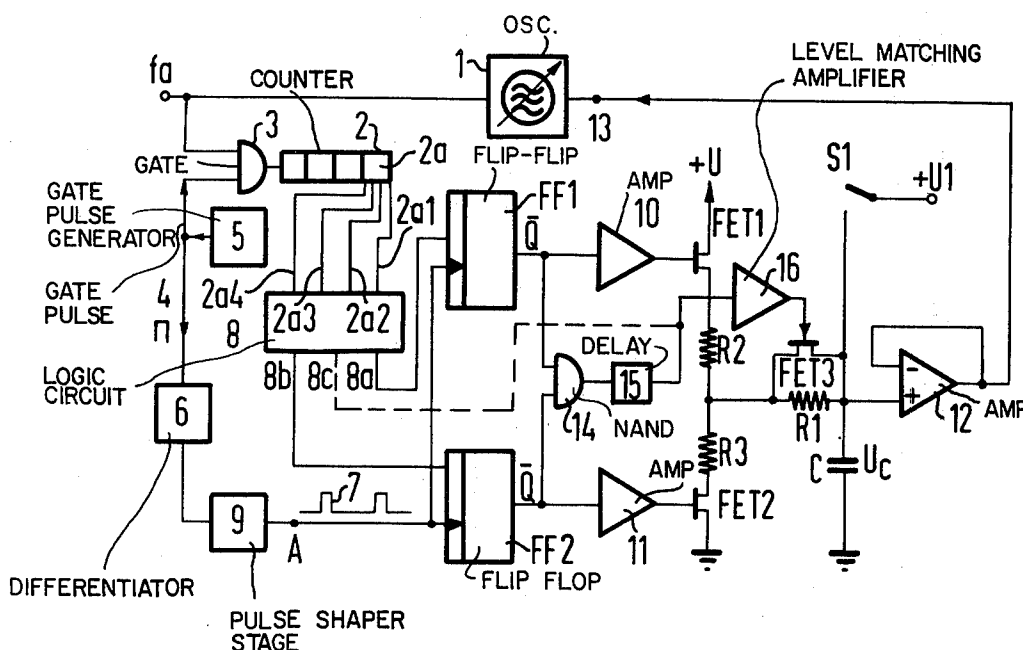 OSC.
LEVEL MATCHING
AMPLIFIER
fa
1
COUNTER
3
2
2a
13
FLIP-FLIP
GATE
S1
+U1
+U
AMP
10
FF1
FET1
GATE
PULSE
GENERATOR
5
2a1
Q̄
16
GATE
PULSE
4
Π
2a4
8
2a3
2a2
DELAY
15
R2
FET3
LOGIC
CIRCUIT
8b
8c
8a
14
NAND
R1
-
+
12
AMP
6
R3
C
Uc
7
Q̄
AMP
FET2
9
A
FF2
11
FLIP FLOP
DIFFERENTIATOR
PULSE SHAPER
STAGE